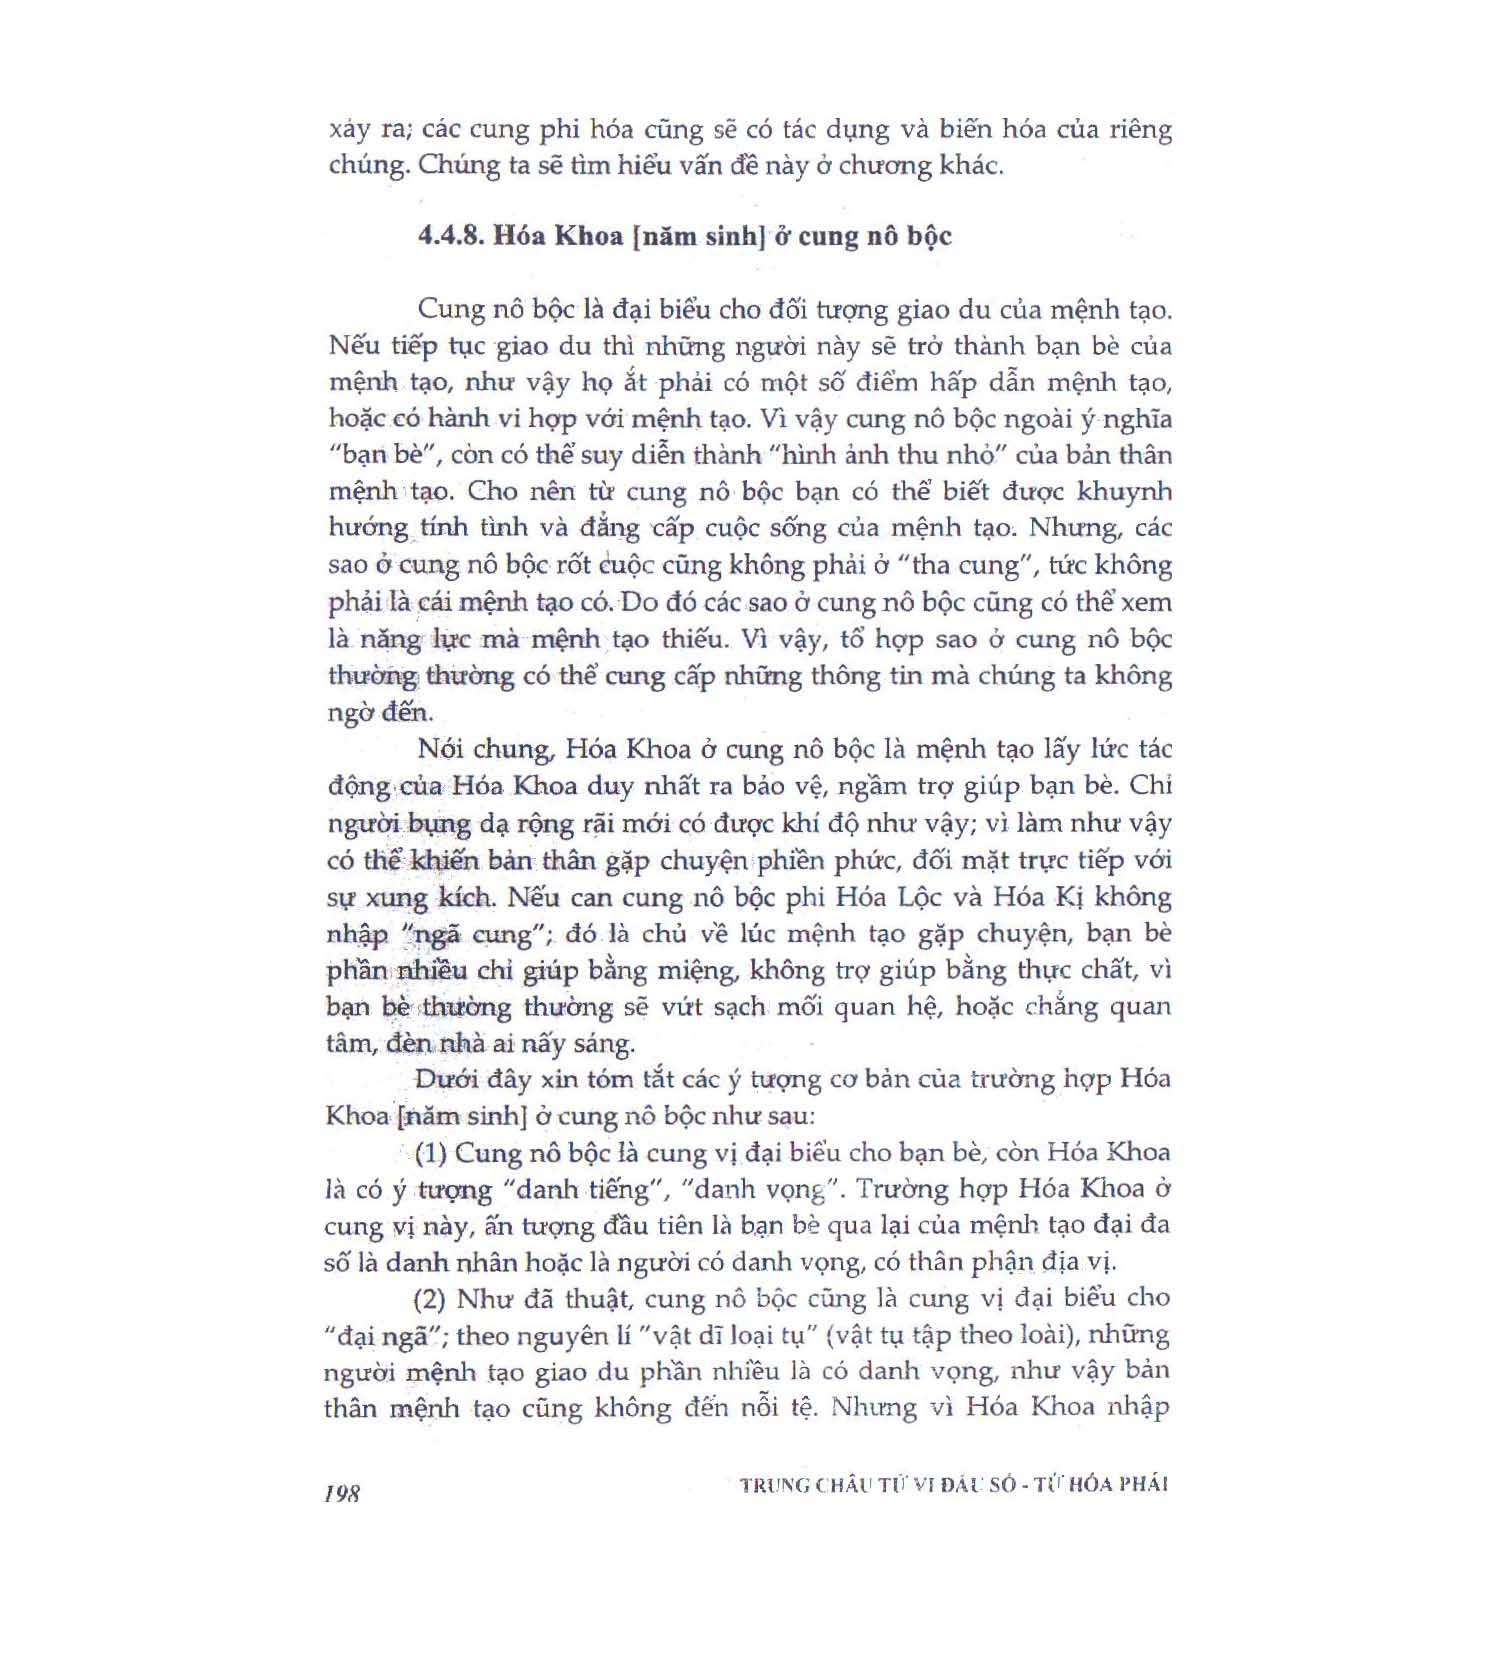 xảy ra; các cung phi hóa cũng sẽ có tác dụng và biến hóa của riêng
chúng. Chúng ta sẽ tìm hiểu vấn đề này ở chương khác.
4.4.8. Hóa Khoa [năm sinh] ở cung nô bộc
Cung nô bộc là đại biểu cho đối tượng giao du của mệnh tạo.
Nếu tiếp tục giao du thì những người này sẽ trở thành bạn bè của
mệnh tạo, như vậy họ ắt phải có một số điểm hấp dẫn mệnh tạo,
hoặc có hành vi hợp với mệnh tạo. Vì vậy cung nô bộc ngoài ý nghĩa
"bạn bè", còn có thể suy diễn thành "hình ảnh thu nhỏ" của bản thân
mệnh tạo. Cho nên từ cung nô bộc bạn có thể biết được khuynh
hướng tính tình và đẳng cấp cuộc sống của mệnh tạo. Nhưng, các
sao ở cung nô bộc rốt cuộc cũng không phải ở "tha cung", tức không
phải là cái mệnh tạo có. Do đó các sao ở cung nô bộc cũng có thể xem
là năng lực mà mệnh tạo thiếu. Vì vậy, tổ hợp sao ở cung nô bộc
thường thường có thể cung cấp những thông tin mà chúng ta không
ngờ đến.
Nói chung, Hóa Khoa ở cung nô bộc là mệnh tạo lấy lức tác
động của Hóa Khoa duy nhất ra bảo vệ, ngầm trợ giúp bạn bè. Chỉ
người bụng dạ rộng rãi mới có được khí độ như vậy; vì làm như vậy
có thể khiến bản thân gặp chuyện phiền phức, đối mặt trực tiếp với
sự xung kích. Nếu can cung nô bộc phi Hóa Lộc và Hóa Kị không
nhập "ngã cung"; đó là chủ về lúc mệnh tạo gặp chuyện, bạn bè
phần nhiều chỉ giúp bằng miệng, không trợ giúp bằng thực chất, vì
bạn bè thường thường sẽ vứt sạch mối quan hệ, hoặc chẳng quan
tâm, đèn nhà ai nấy sáng.
Dưới đây xin tóm tắt các ý tượng cơ bản của trường hợp Hóa
Khoa [năm sinh] ở cung nô bộc như sau:
(1) Cung nô bộc là cung vị đại biểu cho bạn bè, còn Hóa Khoa
là có ý tượng "danh tiếng", "danh vọng". Trường hợp Hóa Khoa ở
cung vị này, ấn tượng đầu tiên là bạn bè qua lại của mệnh tạo đại đa
số là danh nhân hoặc là người có danh vọng, có thân phận địa vị.
(2) Như đã thuật, cung nô bộc cũng là cung vị đại biểu cho
"đại ngã"; theo nguyên lí "vật dĩ loại tụ" (vật tụ tập theo loài), những
người mệnh tạo giao du phần nhiều là có danh vọng, như vậy bản
thân mệnh tạo cũng không đến nỗi tệ. Nhưng vì Hóa Khoa nhập
198 TRUNG CHÂU TỬ VI ĐẨU SỐ - TỨ HÓA PHÁI